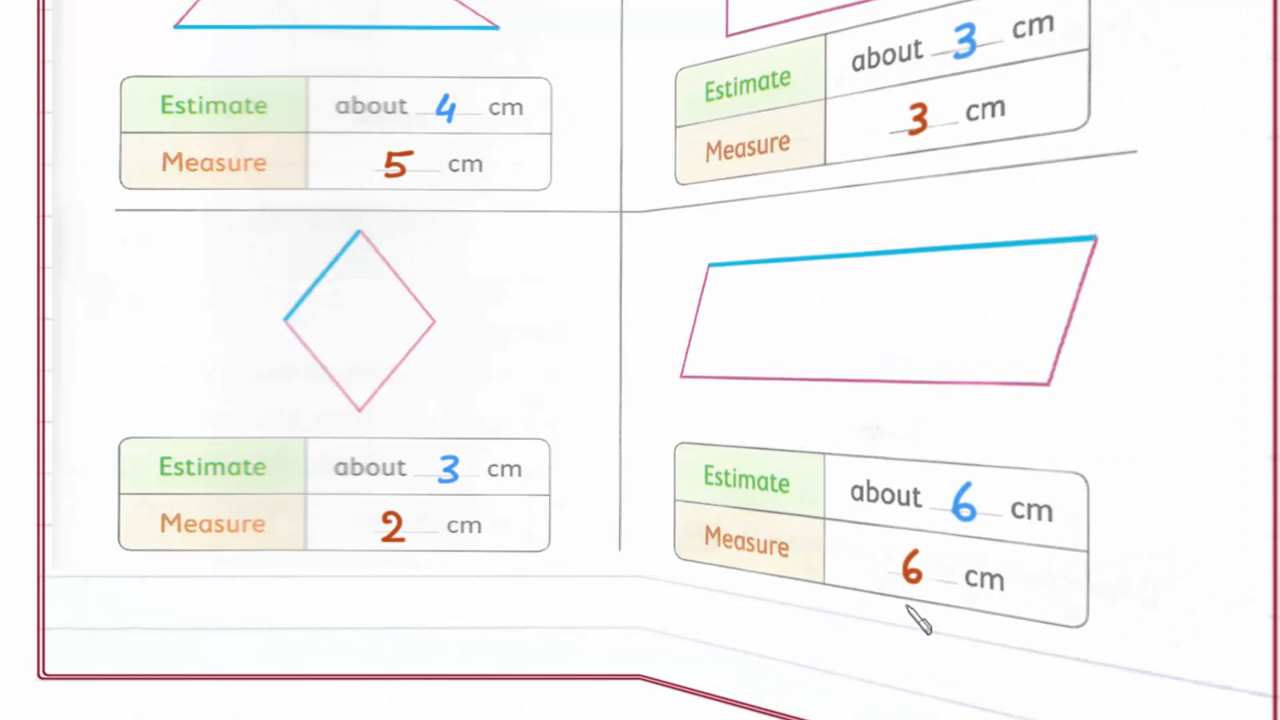 Estimate about 4 cm
Measure 5 cm
Estimate about 3 cm
Measure 3 cm
Estimate about 3 cm
Measure 2 cm
Estimate about 6 cm
Measure 6 cm